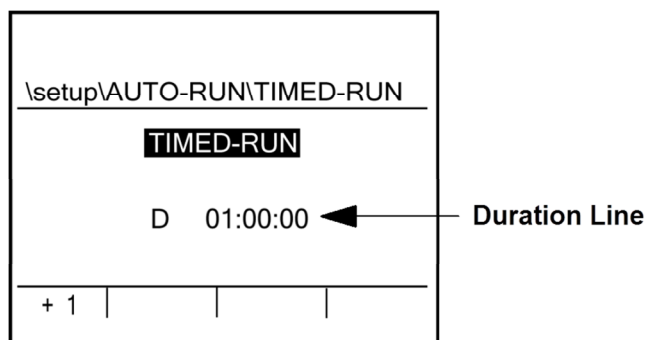 \setup\AUTO-RUN\TIMED-RUN
TIMED-RUN
D 01:00:00 Duration Line
+ 1